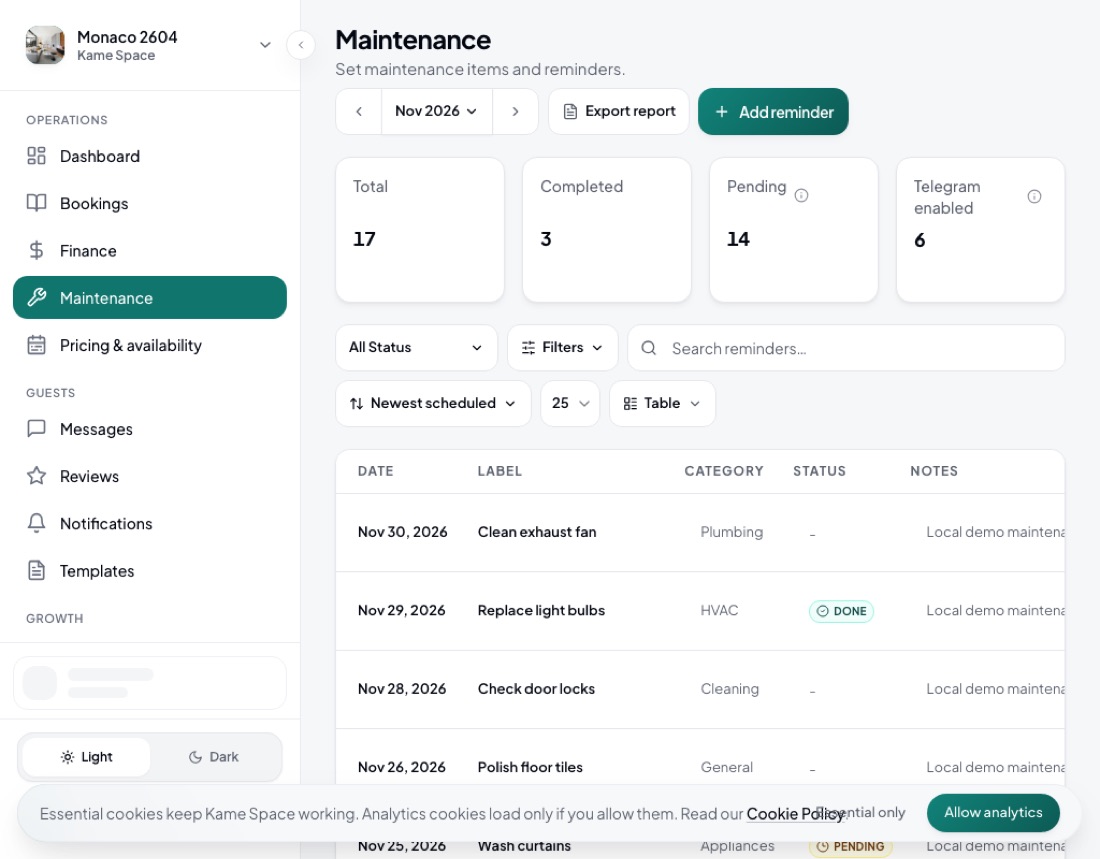 Monaco 2604
Kame Space
OPERATIONS
Dashboard
Bookings
Finance
Maintenance
Pricing & availability
GUESTS
Messages
Reviews
Notifications
Templates
GROWTH
Light Dark
Maintenance
Set maintenance items and reminders.
Nov 2026 Export report Add reminder
Total Completed Pending Telegram
enabled
17 3 14 6
All Status Filters Search reminders...
Newest scheduled 25 Table
DATE LABEL CATEGORY STATUS NOTES
Nov 30, 2026 Clean exhaust fan Plumbing - Local demo maintena
Nov 29, 2026 Replace light bulbs HVAC DONE Local demo maintena
Nov 28, 2026 Check door locks Cleaning - Local demo maintena
Nov 26, 2026 Polish floor tiles General - Local demo maintena
Essential cookies keep Kame Space working. Analytics cookies load only if you allow them. Read our Cookie Policy. Essential only Allow analytics
Nov 25, 2026 Wash curtains Appliances PENDING Local demo maintena